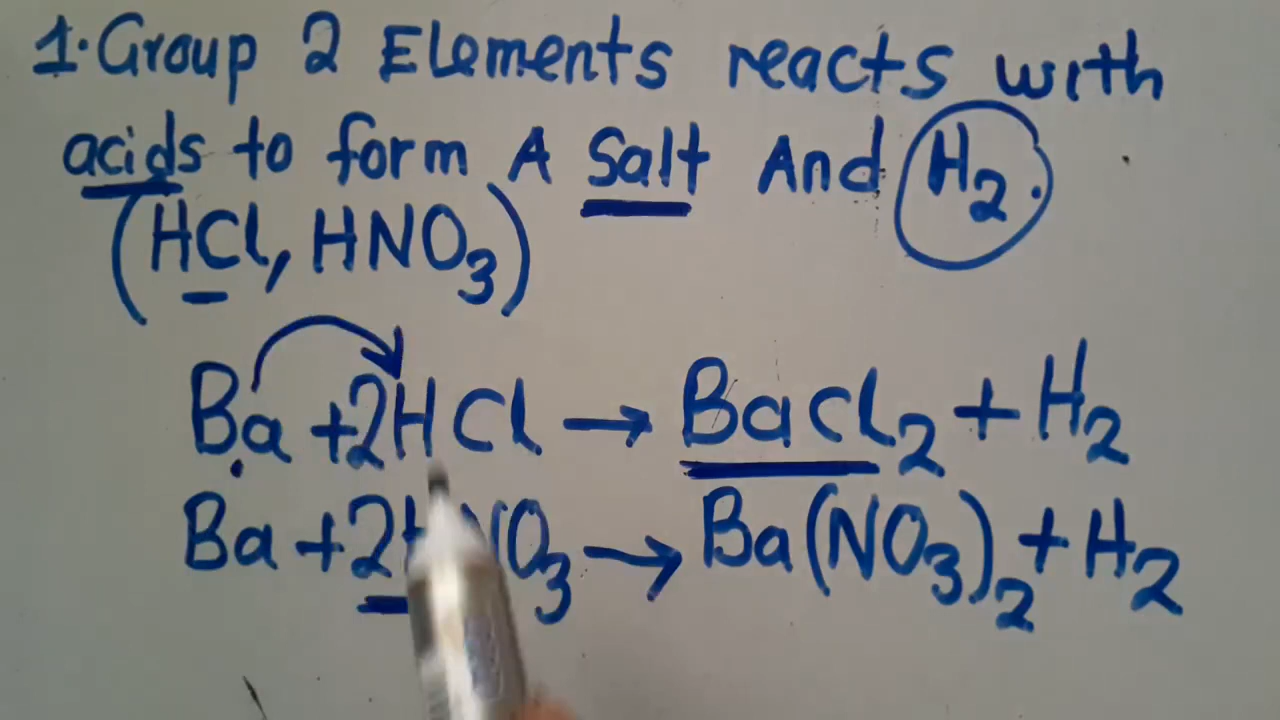 1. Group 2 Elements reacts with
acids to form A Salt And H₂.
(HCl, HNO₃)
Ba + 2HCl → BaCl₂ + H₂
Ba + 2HNO₃ → Ba(NO₃)₂ + H₂